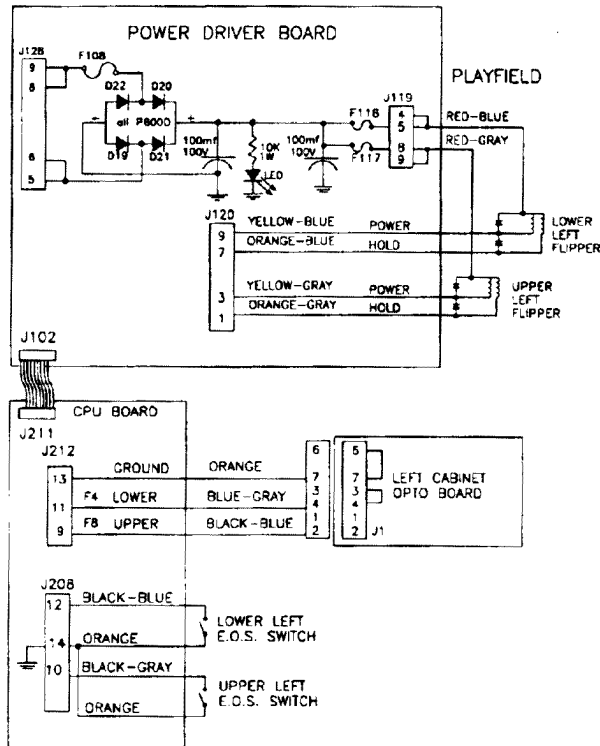 POWER DRIVER BOARD
PLAYFIELD
J128
F108
9
8
6
5
D22 D20
all P600D
D19 D21
- +
100mf
100V
10K
1W
LED
100mf
100V
F116
F117
J119
4
5
8
9
RED-BLUE
RED-GRAY
J120
9 YELLOW-BLUE POWER
7 ORANGE-BLUE HOLD
3 YELLOW-GRAY POWER
1 ORANGE-GRAY HOLD
LOWER
LEFT
FLIPPER
UPPER
LEFT
FLIPPER
J102
J211
CPU BOARD
J212
13 GROUND ORANGE
11 F4 LOWER BLUE-GRAY
9 F8 UPPER BLACK-BLUE
6
7
3
4
1
2
5
7
3
4
1
2
LEFT CABINET
OPTO BOARD
J1
J208
12 BLACK-BLUE
14 ORANGE
10 BLACK-GRAY
ORANGE
LOWER LEFT
E.O.S. SWITCH
UPPER LEFT
E.O.S. SWITCH